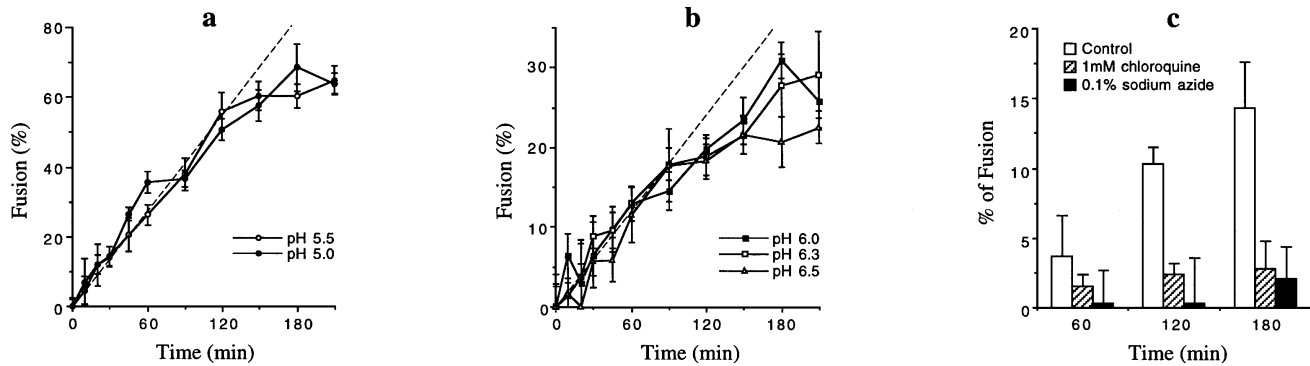 a
80
60
40
20
0
Fusion (%)
pH 5.5
pH 5.0
0 60 120 180
Time (min)
b
30
20
10
0
Fusion (%)
pH 6.0
pH 6.3
pH 6.5
0 60 120 180
Time (min)
c
20
15
10
5
0
% of Fusion
Control
1mM chloroquine
0.1% sodium azide
60 120 180
Time (min)